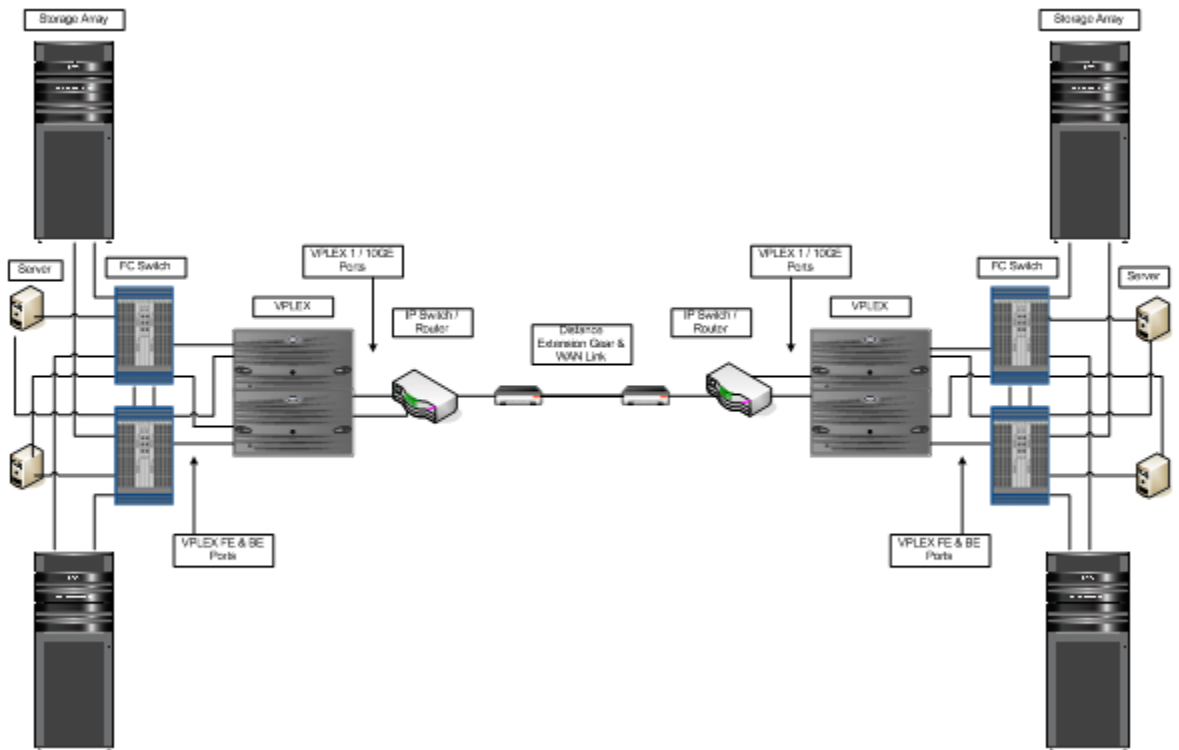 Storage Array
Storage Array
Server
FC Switch
VPLEX 1 / 10GE
Ports
VPLEX 1 / 10GE
Ports
FC Switch
Server
VPLEX
IP Switch /
Router
Distance
Extension Gear &
WAN Link
IP Switch /
Router
VPLEX
VPLEX FE & BE
Ports
VPLEX FE & BE
Ports